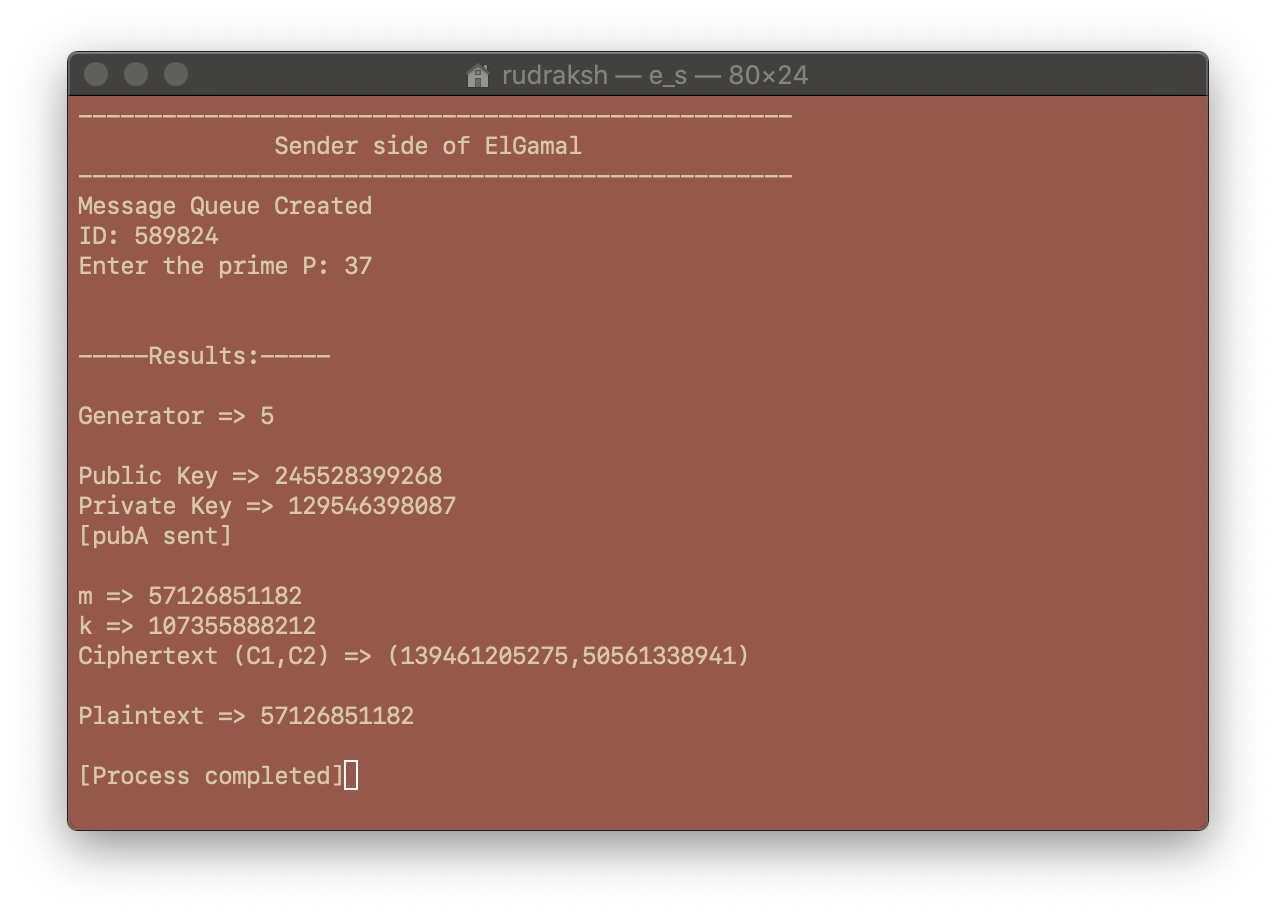 rudraksh — e_s — 80×24
———————————————————————————————————————————————————
Sender side of ElGamal
———————————————————————————————————————————————————
Message Queue Created
ID: 589824
Enter the prime P: 37
—————Results:—————
Generator => 5
Public Key => 245528399268
Private Key => 129546398087
[pubA sent]
m => 57126851182
k => 107355888212
Ciphertext (C1,C2) => (139461205275,50561338941)
Plaintext => 57126851182
[Process completed]